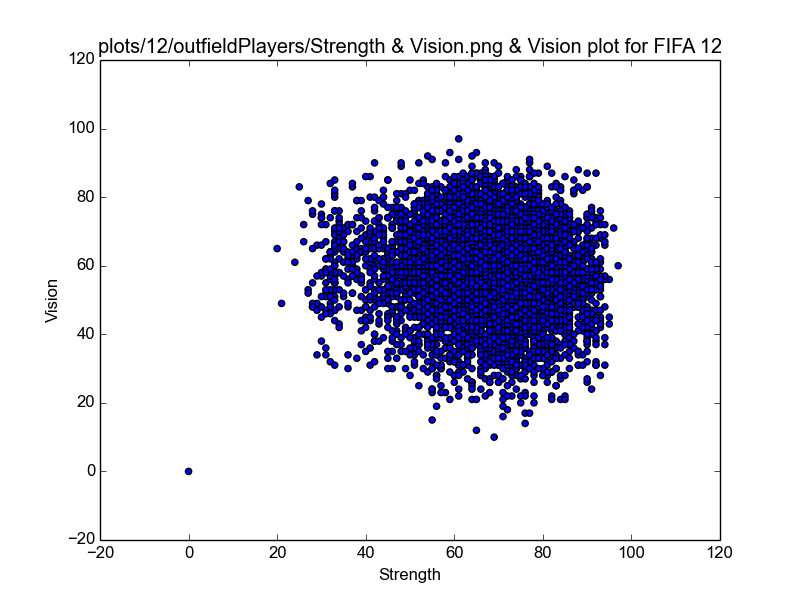 plots/12/outfieldPlayers/Strength & Vision.png & Vision plot for FIFA 12
120
100
80
60
40
20
0
−20
Vision
−20 0 20 40 60 80 100 120
Strength